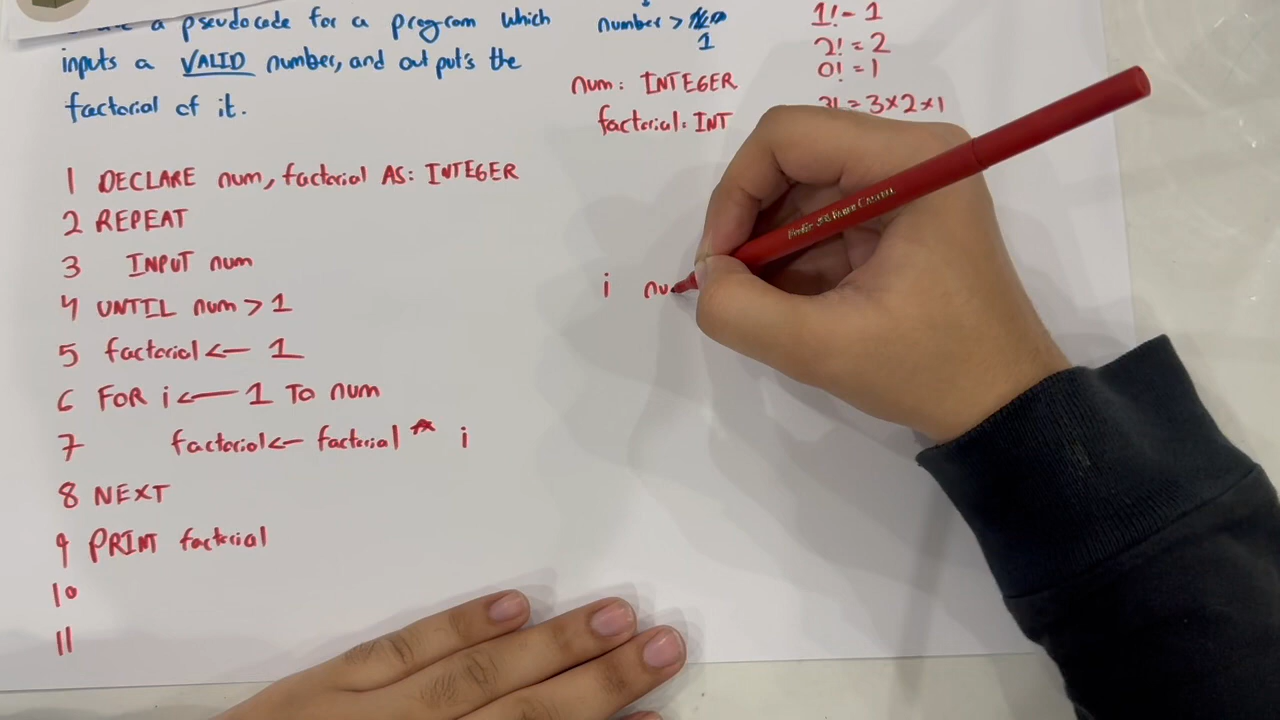 a pseudocode for a program which
inputs a VALID number, and outputs the
factorial of it.
number >
1
num: INTEGER
factorial: INT
1! - 1
2! = 2
0! = 1
3! = 3×2×1
1 DECLARE num, factorial AS: INTEGER
2 REPEAT
3 INPUT num
4 UNTIL num > 1
5 factorial <— 1
6 FOR i <— 1 TO num
7 factorial <— factorial * i
8 NEXT
9 PRINT factorial
10
11
i nu